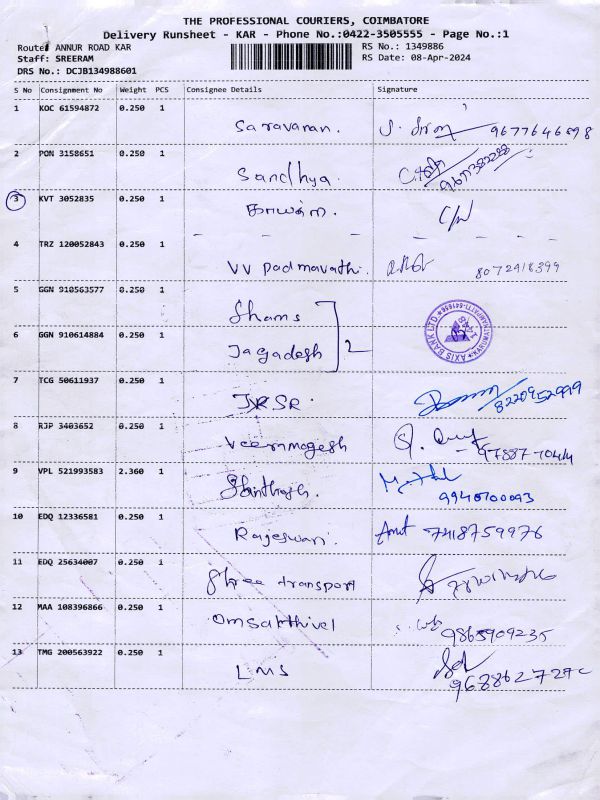 THE PROFESSIONAL COURIERS, COIMBATORE
Delivery Runsheet - KAR - Phone No.:0422-3505555 - Page No.:1
Route: ANNUR ROAD KAR
RS No.: 1349886
Staff: SREERAM
RS Date: 08-Apr-2024
DRS No.: DCJB134988601
S No Consignment No Weight PCS Consignee Details Signature
1 KOC 61594872 0.250 1
Saravanan. 9677646698
2 PON 3158651 0.250 1
Sandhya.
3 KVT 3052835 0.250 1
4 TRZ 120052843 0.250 1
VV Padmavathi. 8072418399
5 GGN 910563577 0.250 1
Shams
6 GGN 910614884 0.250 1
Jagadesh 2
AXIS BANK LTD
7 TCG 50611937 0.250 1
JRSR 8220952999
8 RJP 3403652 0.250 1
Veeramagesh
9 VPL 521993583 2.360 1
9940700093
10 EDQ 12336581 0.250 1
Rajeswari 7418759976
11 EDQ 25634007 0.250 1
Shree transport
12 MAA 108396866 0.250 1
Omsakthivel 9865909235
13 TMG 200563922 0.250 1
LMS